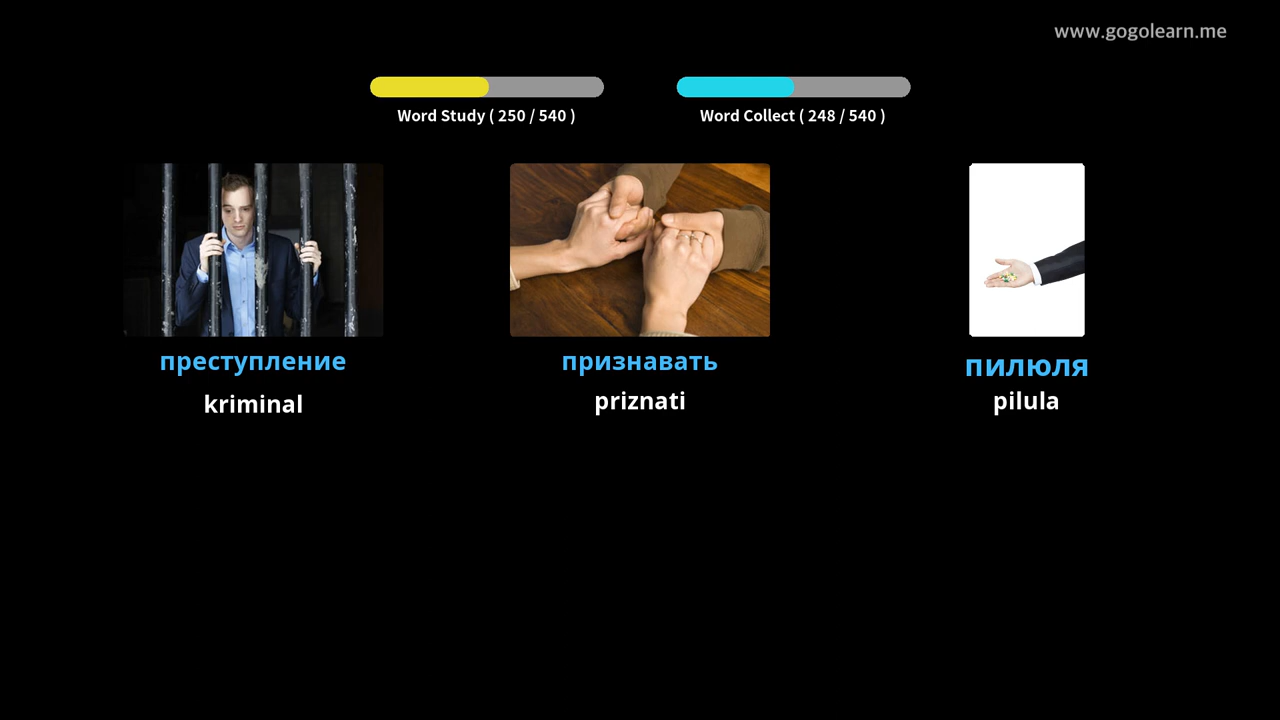 www.gogolearn.me
Word Study ( 250 / 540 )
Word Collect ( 248 / 540 )
преступление
признавать
пилюля
kriminal
priznati
pilula